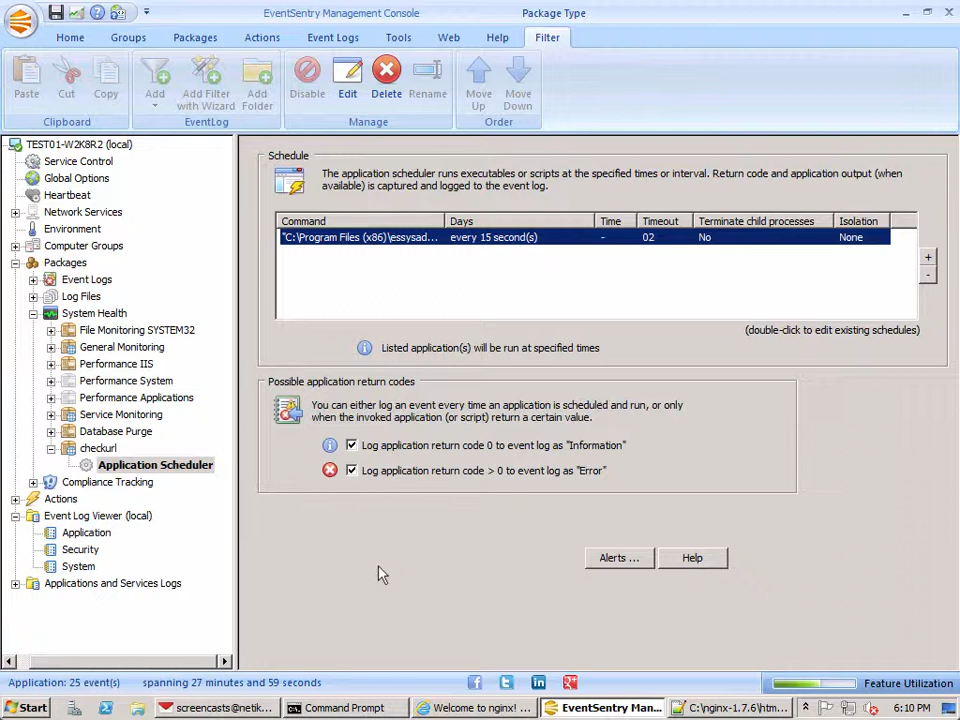 EventSentry Management Console
Package Type
Home
Groups
Packages
Actions
Event Logs
Tools
Web
Help
Filter
Paste
Cut
Copy
Add
Add Filter
with Wizard
Add
Folder
Disable
Edit
Delete
Rename
Move
Up
Move
Down
Clipboard
EventLog
Manage
Order
TEST01-W2K8R2 (local)
Service Control
Global Options
Heartbeat
Network Services
Environment
Computer Groups
Packages
Event Logs
Log Files
System Health
File Monitoring SYSTEM32
General Monitoring
Performance IIS
Performance System
Performance Applications
Service Monitoring
Database Purge
checkurl
Application Scheduler
Compliance Tracking
Actions
Event Log Viewer (local)
Application
Security
System
Applications and Services Logs
Schedule
The application scheduler runs executables or scripts at the specified times or interval. Return code and application output (when
available) is captured and logged to the event log.
Command Days Time Timeout Terminate child processes Isolation
"C:\Program Files (x86)\essysad... every 15 second(s) - 02 No None
+
-
(double-click to edit existing schedules)
Listed application(s) will be run at specified times
Possible application return codes
You can either log an event every time an application is scheduled and run, or only
when the invoked application (or script) return a certain value.
Log application return code 0 to event log as "Information"
Log application return code > 0 to event log as "Error"
Alerts ...
Help
Application: 25 event(s) spanning 27 minutes and 59 seconds
Feature Utilization
Start
screencasts@netik...
Command Prompt
Welcome to nginx! ...
EventSentry Man...
C:\nginx-1.7.6\htm...
6:10 PM